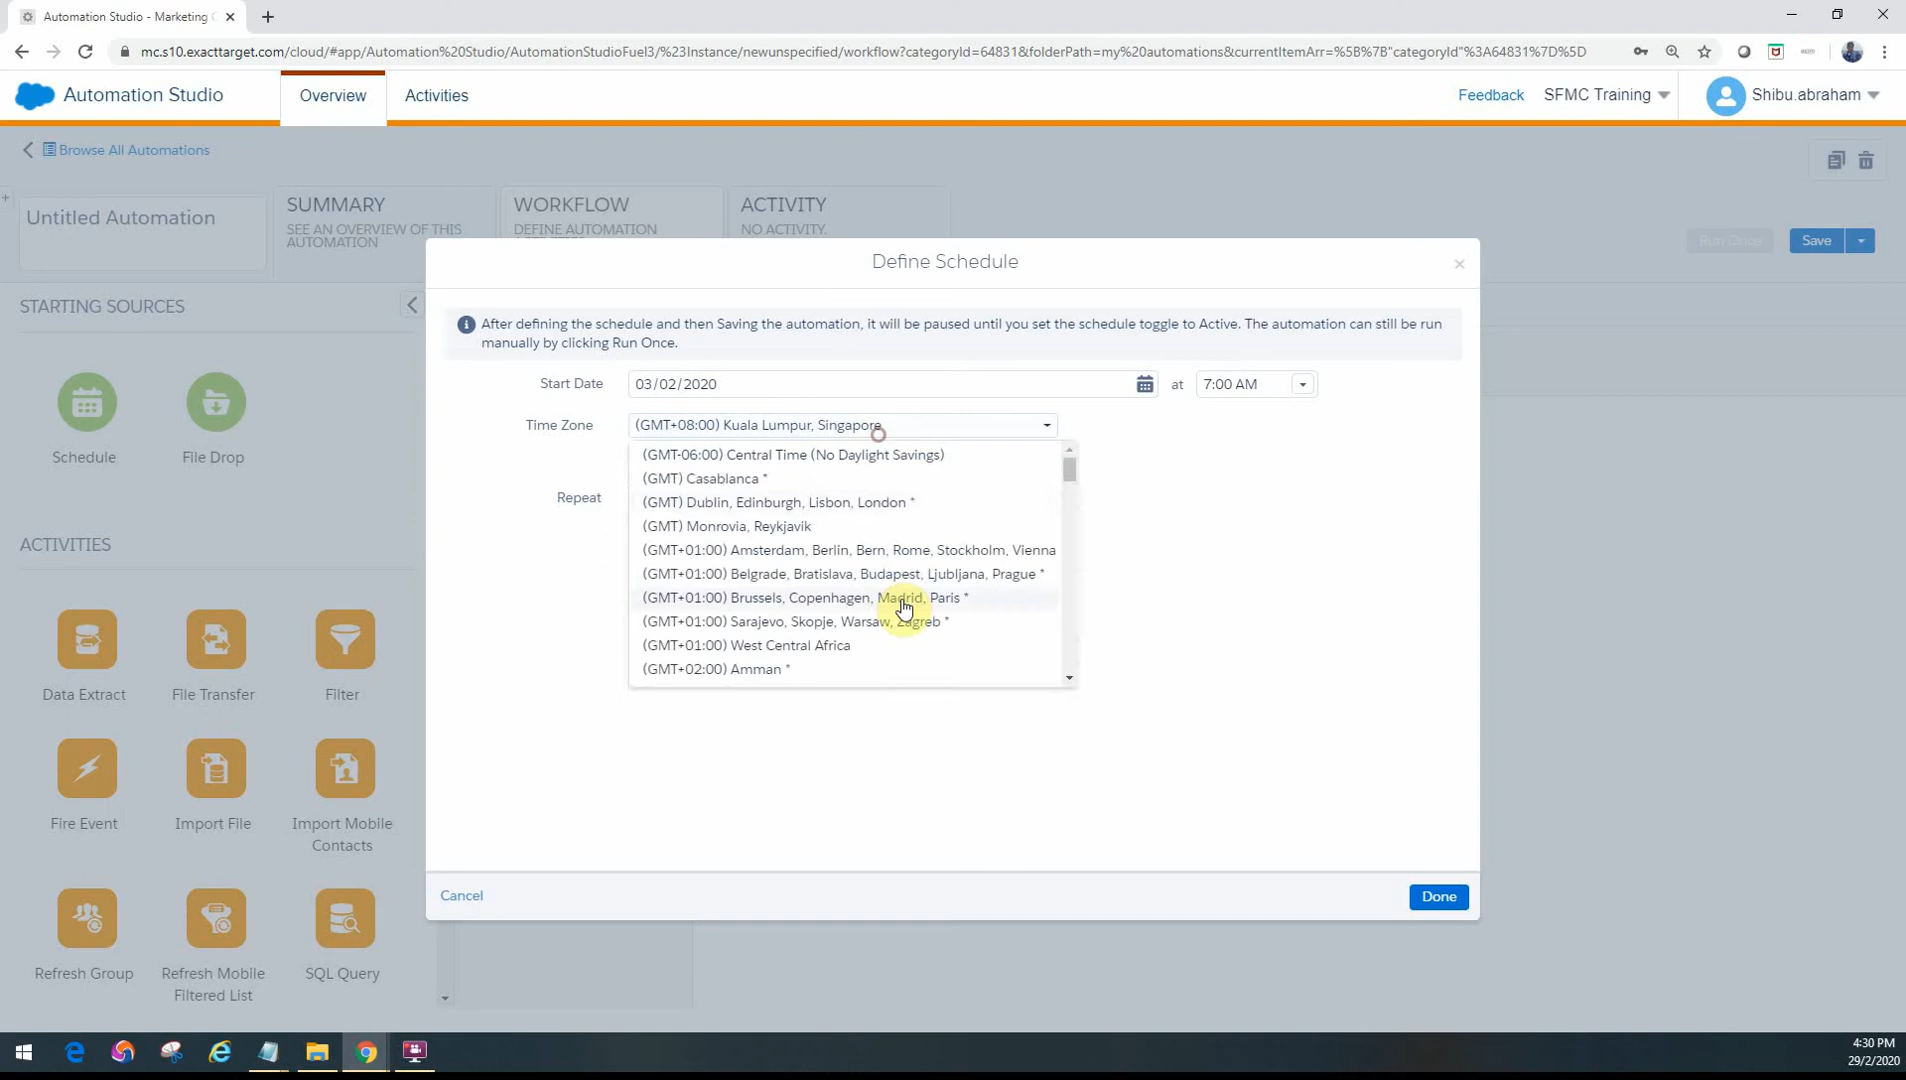 Automation Studio - Marketing C
mc.s10.exacttarget.com/cloud/#app/Automation%20Studio/AutomationStudioFuel3/%23Instance/newunspecified/workflow?categoryId=64831&folderPath=my%20automations&currentItemArr=%5B%7B"categoryId"%3A64831%7D%5D
Automation Studio
Overview
Activities
Feedback
SFMC Training
Shibu.abraham
Browse All Automations
Untitled Automation
SUMMARY
SEE AN OVERVIEW OF THIS
AUTOMATION
WORKFLOW
DEFINE AUTOMATION
ACTIVITY
NO ACTIVITY.
Run Once
Save
STARTING SOURCES
Schedule
File Drop
ACTIVITIES
Data Extract
File Transfer
Filter
Fire Event
Import File
Import Mobile
Contacts
Refresh Group
Refresh Mobile
Filtered List
SQL Query
Define Schedule
After defining the schedule and then Saving the automation, it will be paused until you set the schedule toggle to Active. The automation can still be run
manually by clicking Run Once.
Start Date
03/02/2020
at
7:00 AM
Time Zone
(GMT+08:00) Kuala Lumpur, Singapore
Repeat
(GMT-06:00) Central Time (No Daylight Savings)
(GMT) Casablanca *
(GMT) Dublin, Edinburgh, Lisbon, London *
(GMT) Monrovia, Reykjavik
(GMT+01:00) Amsterdam, Berlin, Bern, Rome, Stockholm, Vienna
(GMT+01:00) Belgrade, Bratislava, Budapest, Ljubljana, Prague *
(GMT+01:00) Brussels, Copenhagen, Madrid, Paris *
(GMT+01:00) Sarajevo, Skopje, Warsaw, Zagreb *
(GMT+01:00) West Central Africa
(GMT+02:00) Amman *
Cancel
Done
4:30 PM
29/2/2020